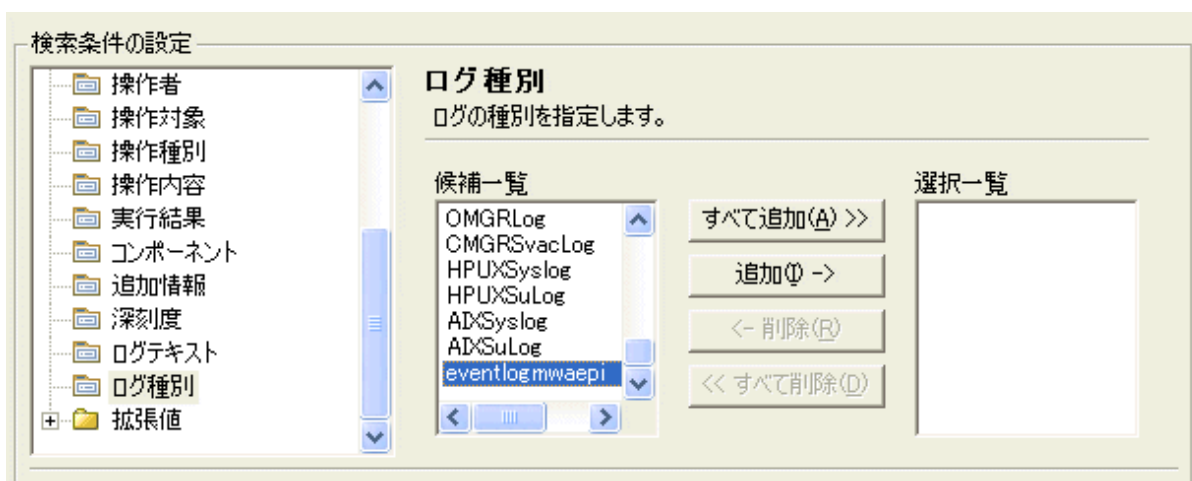 検索条件の設定
操作者
操作対象
操作種別
操作内容
実行結果
コンポーネント
追加情報
深刻度
ログテキスト
ログ種別
拡張値
ログ種別
ログの種別を指定します。
候補一覧
OMGRLog
CMGRSvacLog
HPUXSyslog
HPUXSuLog
AIXSyslog
AIXSuLog
eventlogmwaepi
すべて追加(A) >>
追加(I) ->
<- 削除(R)
<< すべて削除(D)
選択一覧